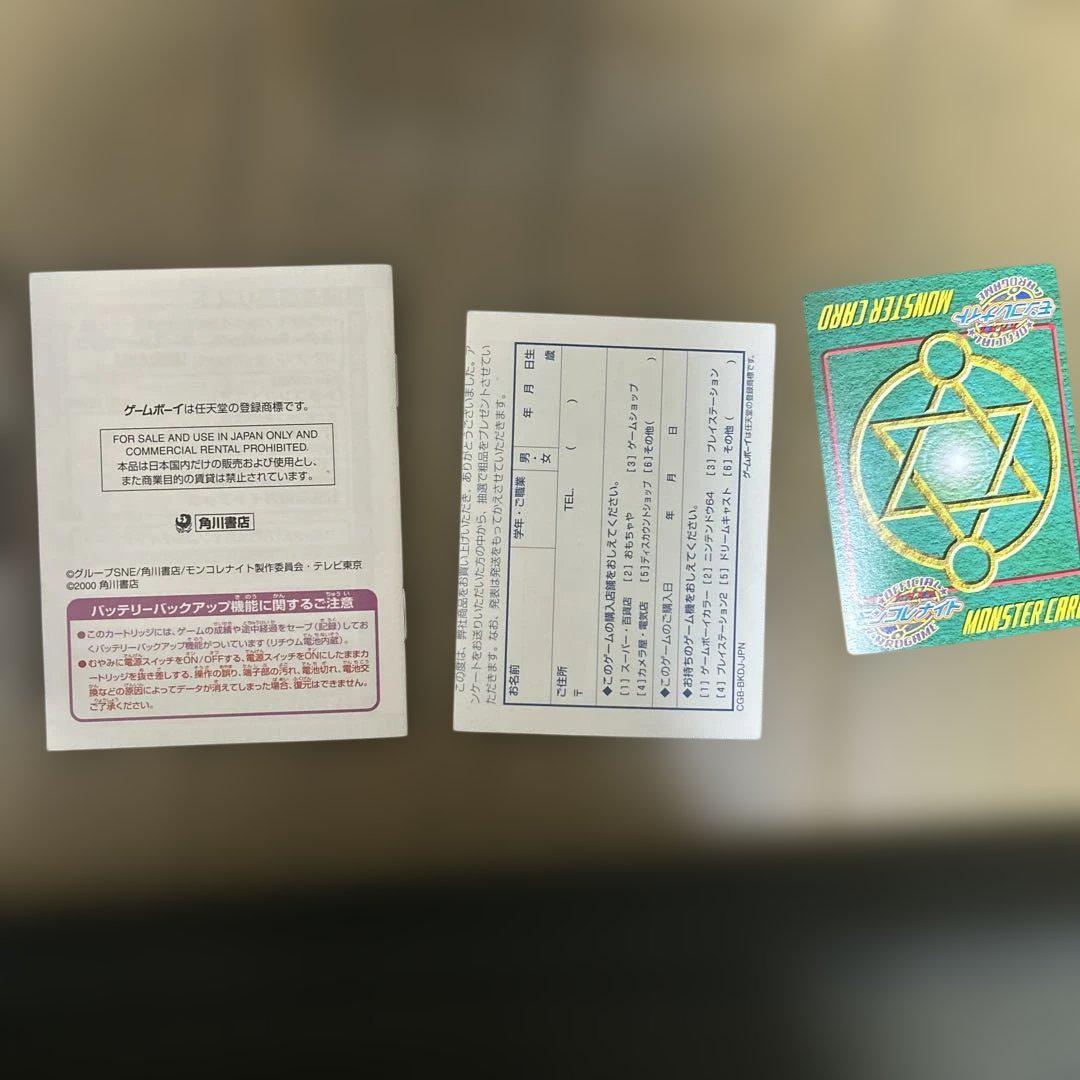 ゲームボーイは任天堂の登録商標です。
FOR SALE AND USE IN JAPAN ONLY AND
COMMERCIAL RENTAL PROHIBITED.
本品は日本国内だけの販売および使用とし、
また商業目的の賃貸は禁止されています。
角川書店
©グループSNE/角川書店/モンコレナイト製作委員会・テレビ東京
©2000 角川書店
バッテリーバックアップ機能に関するご注意
●このカートリッジには、ゲームの成績や途中経過をセーブ(記録)してお
くバッテリーバックアップ機能がついています(リチウム電池内蔵)。
●むやみに電源スイッチをON/OFFする、電源スイッチをONにしたままカ
ートリッジを抜き差しする、操作の誤り、端子部の汚れ、電池切れ、電池交
換などの原因によってデータが消えてしまった場合、復元はできません。
ご了承ください。
この度は、弊社商品をお買い上げいただき、ありがとうございました。ア
ンケートをお送りいただいた方の中から、抽選で粗品をプレゼントさせてい
ただきます。なお、発表は発送をもってかえさせていただきます。
お名前 学年・ご職業 男・女 年 月 日生 歳
ご住所
〒 TEL. ( )
◆このゲームの購入店舗をおしえてください。
[1] スーパー・百貨店 [2] おもちゃや [3] ゲームショップ
[4] カメラ屋・電気店 [5] ディスカウントショップ [6] その他( )
◆このゲームのご購入日 年 月 日
◆お持ちのゲーム機をおしえてください。
[1] ゲームボーイカラー [2] ニンテンドウ64 [3] プレイステーション
[4] プレイステーション2 [5] ドリームキャスト [6] その他( )
CGB-BKDJ-JPN ゲームボーイは任天堂の登録商標です。
MONSTER CARD
OFFICIAL
モンコレナイト
CARDGAME
OFFICIAL
モンコレナイト
CARDGAME
MONSTER CARD